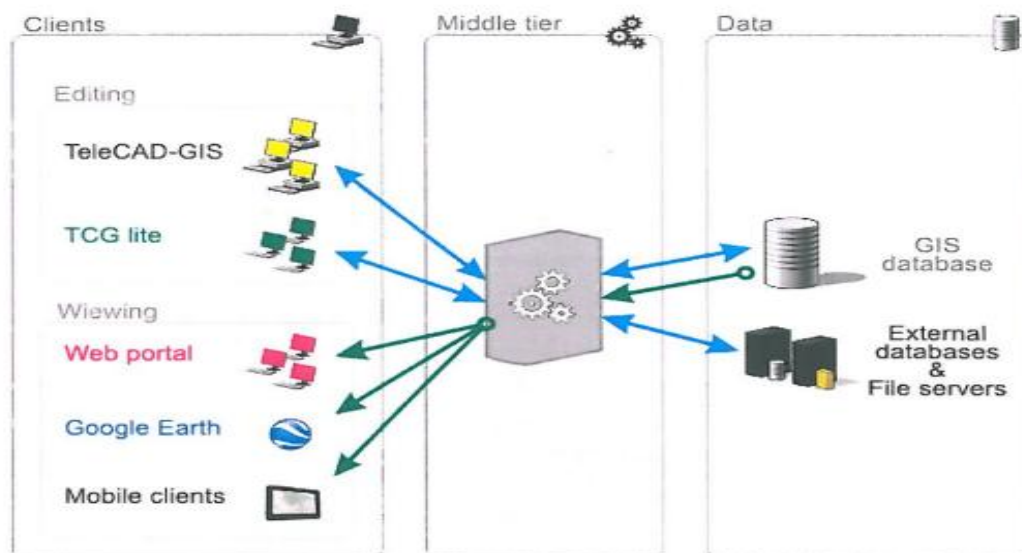 Clients
Middle tier
Data
Editing
TeleCAD-GIS
TCG lite
Wiewing
Web portal
Google Earth
Mobile clients
GIS
database
External
databases
&
File servers